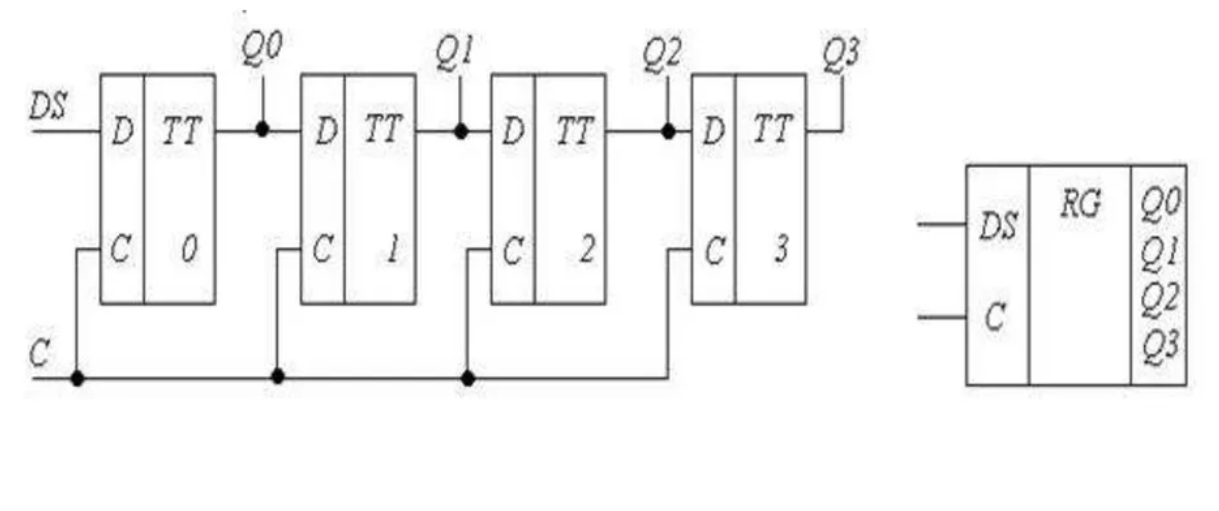 Q0 Q1 Q2 Q3
DS D TT D TT D TT D TT
C 0 C 1 C 2 C 3
C
RG Q0
DS Q1
C Q2
Q3